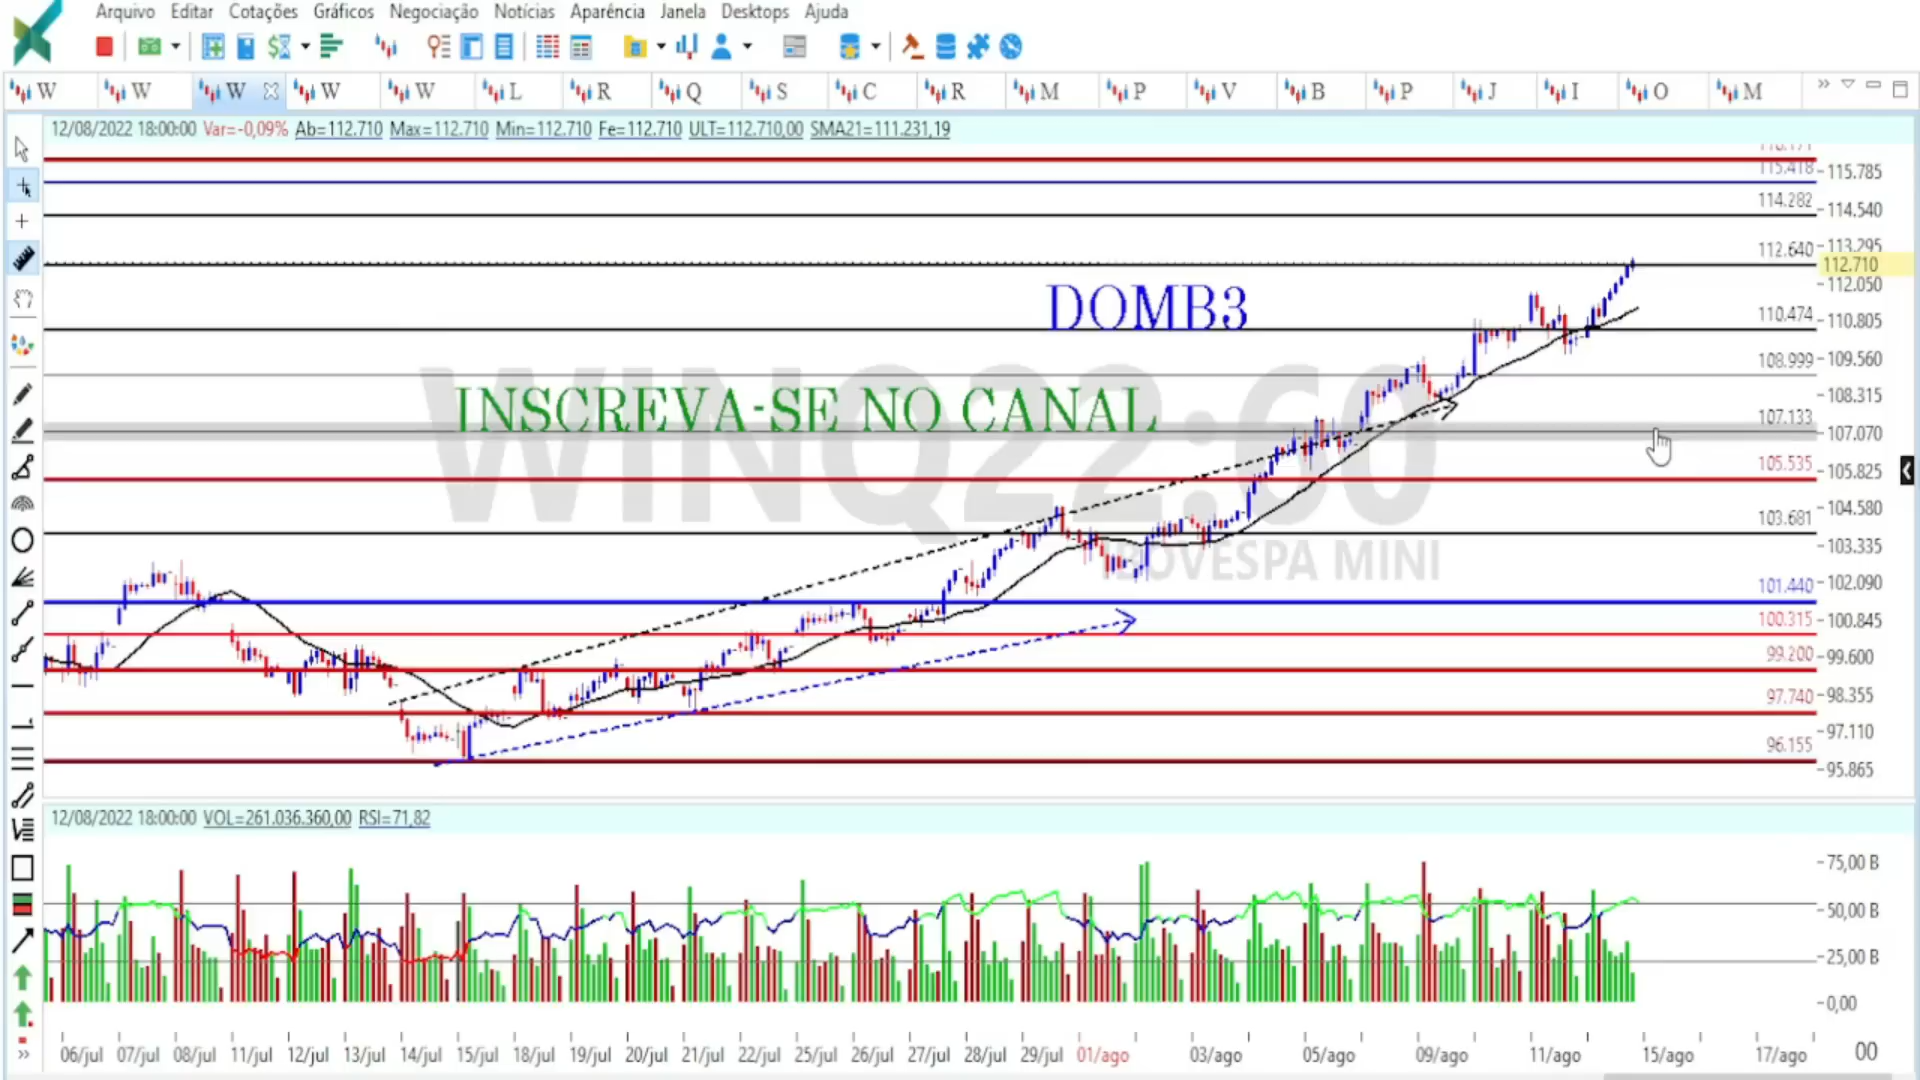 Arquivo Editar Cotações Gráficos Negociação Notícias Aparência Janela Desktops Ajuda
W W W W W L R Q S C R M P V B P J I O M
12/08/2022 18:00:00 Var=-0,09% Ab=112.710 Max=112.710 Min=112.710 Fe=112.710 ULT=112.710,00 SMA21=111.231,19
115.418
115.785
114.282
114.540
113.295
112.640
112.710
112.050
DOMB3
110.474
110.805
108.999
109.560
108.315
INSCREVA-SE NO CANAL
WINQ22:60
107.133
107.070
105.535
105.825
104.580
103.681
103.335
IBOVESPA MINI
102.090
101.440
100.845
100.315
99.200
99.600
97.740
98.355
97.110
96.155
95.865
12/08/2022 18:00:00 VOL=261.036.360,00 RSI=71,82
75,00 B
50,00 B
25,00 B
0,00
06/jul 07/jul 08/jul 11/jul 12/jul 13/jul 14/jul 15/jul 18/jul 19/jul 20/jul 21/jul 22/jul 25/jul 26/jul 27/jul 28/jul 29/jul 01/ago 03/ago 05/ago 09/ago 11/ago 15/ago 17/ago 00